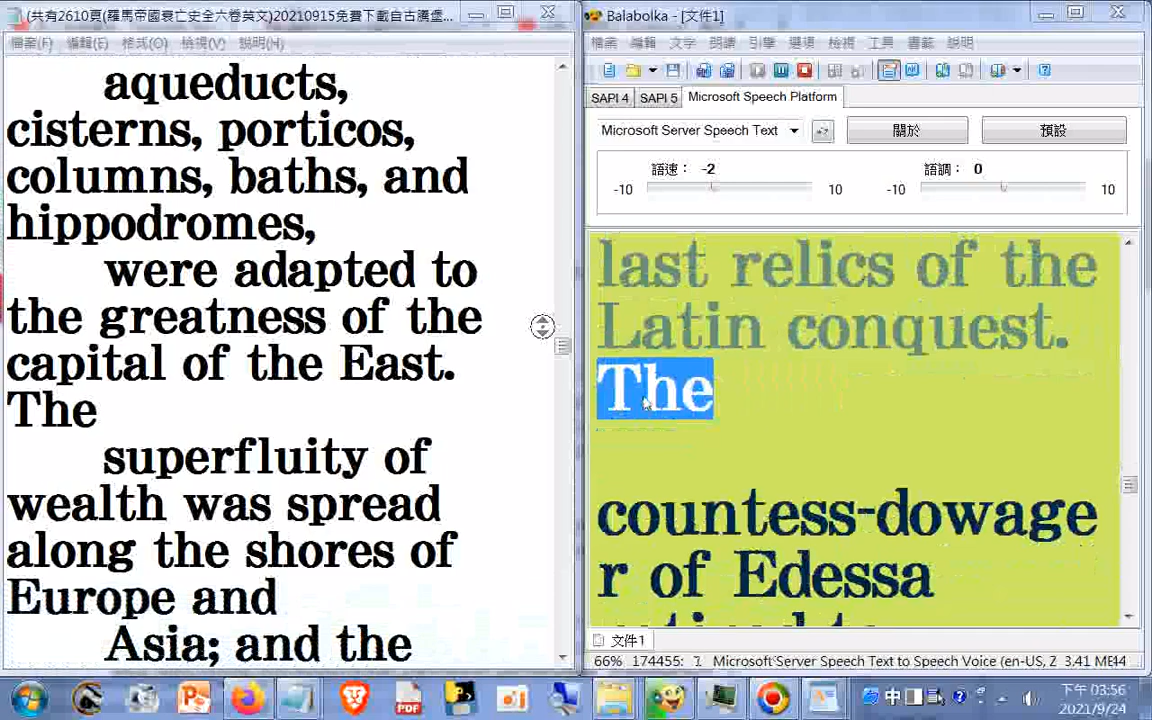 (共有2610頁(羅馬帝國衰亡史全六卷英文)20210915免費下載自古騰堡...
檔案(F) 編輯(E) 格式(O) 檢視(V) 說明(H)
aqueducts,
cisterns, porticos,
columns, baths, and
hippodromes,
were adapted to
the greatness of the
capital of the East.
The
superfluity of
wealth was spread
along the shores of
Europe and
Asia; and the
Balabolka - [文件1]
檔案 編輯 文字 朗讀 引擎 選項 檢視 工具 書籤 說明
SAPI 4 SAPI 5 Microsoft Speech Platform
Microsoft Server Speech Text 關於 預設
語速: -2 語調: 0
-10 10 -10 10
last relics of the
Latin conquest.
The
countess-dowage
r of Edessa
文件1
66% 174455: 1 Microsoft Server Speech Text to Speech Voice (en-US, Z 3.41 ME44
中
下午 03:56
2021/9/24